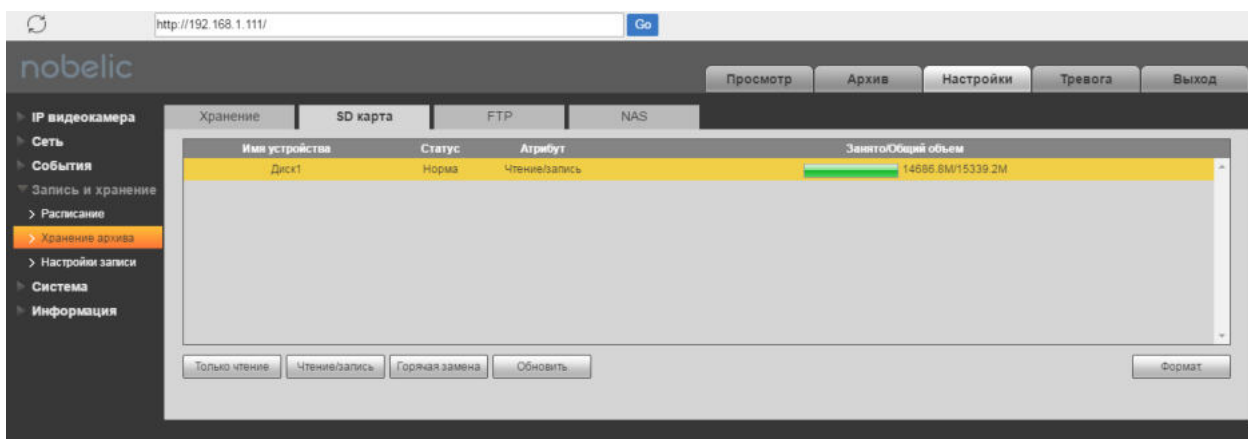 http://192.168.1.111/ Go
nobelic
Просмотр Архив Настройки Тревога Выход
IP видеокамера
Сеть
События
Запись и хранение
Расписание
Хранение архива
Настройки записи
Система
Информация
Хранение SD карта FTP NAS
Имя устройства Статус Атрибут Занято/Общий объем
Диск1 Норма Чтение/запись 14686.8M/15339.2M
Только чтение Чтение/запись Горячая замена Обновить Формат